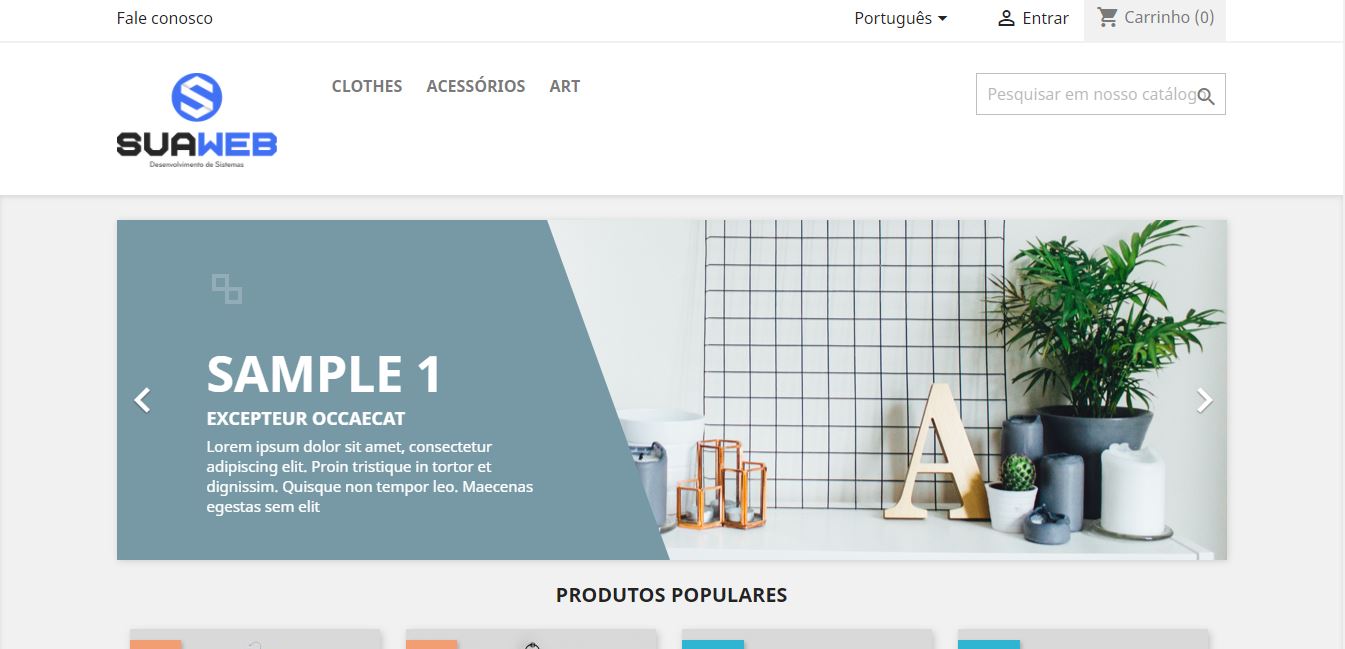 Fale conosco
Português
Entrar
Carrinho (0)
SUAWEB
Desenvolvimento de Sistemas
CLOTHES
ACESSÓRIOS
ART
Pesquisar em nosso catálogo
SAMPLE 1
EXCEPTEUR OCCAECAT
Lorem ipsum dolor sit amet, consectetur
adipiscing elit. Proin tristique in tortor et
dignissim. Quisque non tempor leo. Maecenas
egestas sem elit
A
PRODUTOS POPULARES